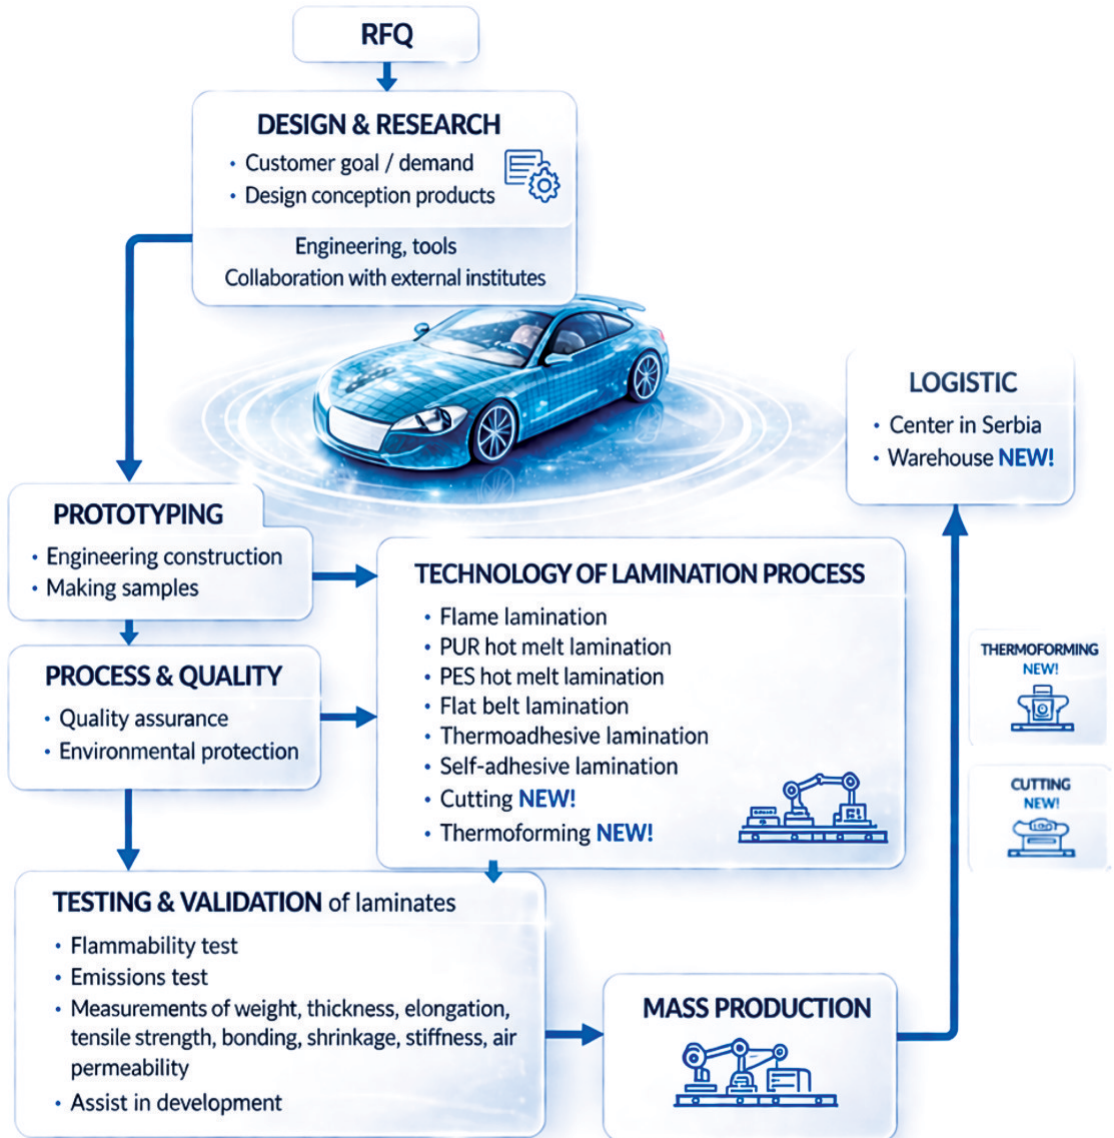 RFQ
DESIGN & RESEARCH
• Customer goal / demand
• Design conception products
Engineering, tools
Collaboration with external institutes
LOGISTIC
• Center in Serbia
• Warehouse NEW!
PROTOTYPING
• Engineering construction
• Making samples
PROCESS & QUALITY
• Quality assurance
• Environmental protection
TECHNOLOGY OF LAMINATION PROCESS
• Flame lamination
• PUR hot melt lamination
• PES hot melt lamination
• Flat belt lamination
• Thermoadhesive lamination
• Self-adhesive lamination
• Cutting NEW!
• Thermoforming NEW!
THERMOFORMING
NEW!
CUTTING
NEW!
TESTING & VALIDATION of laminates
• Flammability test
• Emissions test
• Measurements of weight, thickness, elongation,
tensile strength, bonding, shrinkage, stiffness, air
permeability
• Assist in development
MASS PRODUCTION